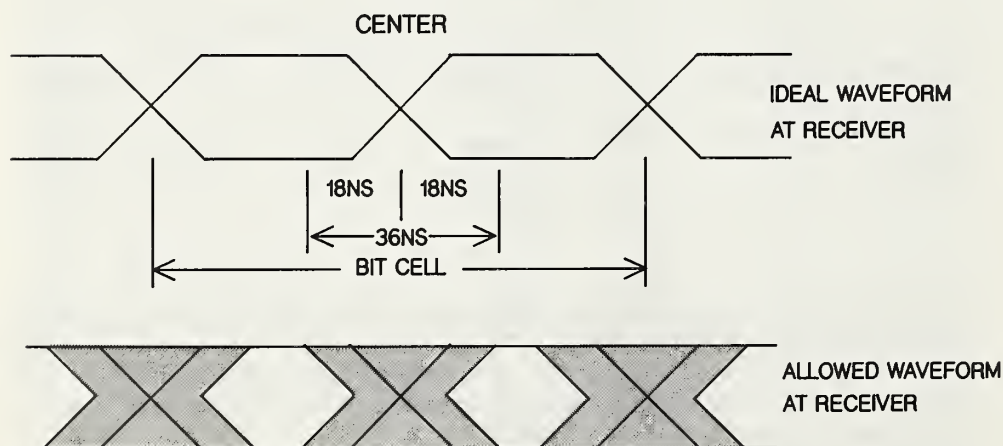 CENTER
IDEAL WAVEFORM
AT RECEIVER
18NS 18NS
36NS
BIT CELL
ALLOWED WAVEFORM
AT RECEIVER